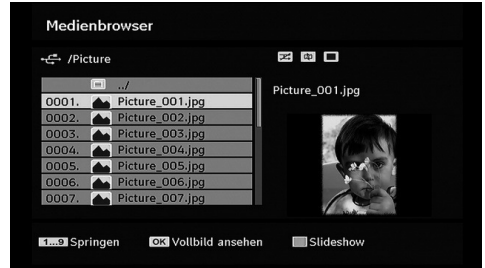 Medienbrowser
/Picture
../
0001. Picture_001.jpg
0002. Picture_002.jpg
0003. Picture_003.jpg
0004. Picture_004.jpg
0005. Picture_005.jpg
0006. Picture_006.jpg
0007. Picture_007.jpg
Picture_001.jpg
1...9 Springen OK Vollbild ansehen Slideshow